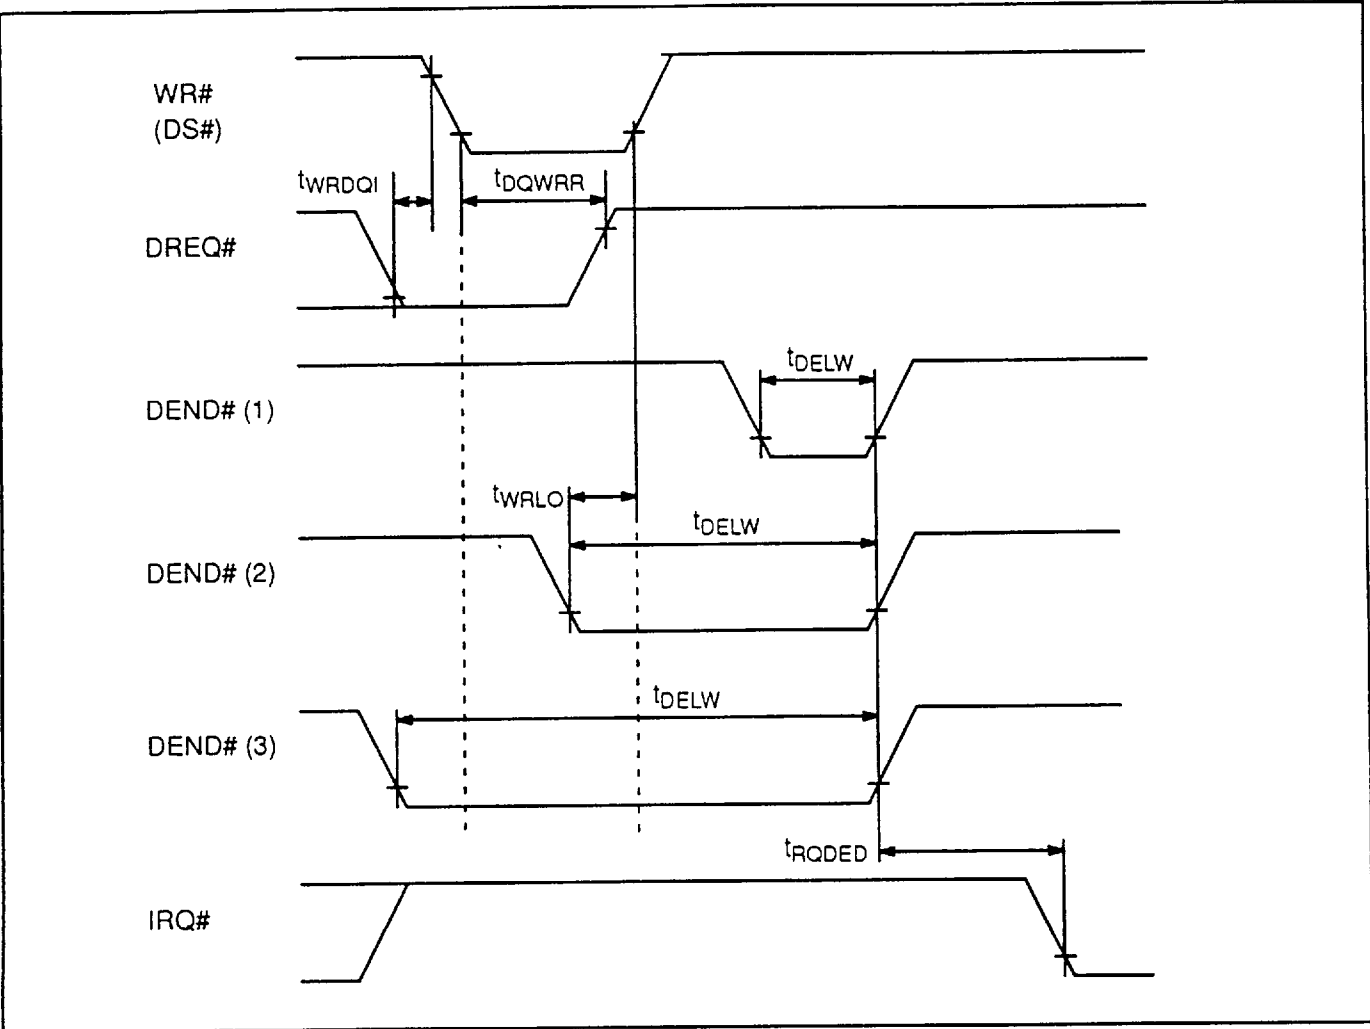 WR#
(DS#)
tWRDQI
tDQWRR
DREQ#
tDELW
DEND# (1)
tWRLO
tDELW
DEND# (2)
tDELW
DEND# (3)
tRQDED
IRQ#